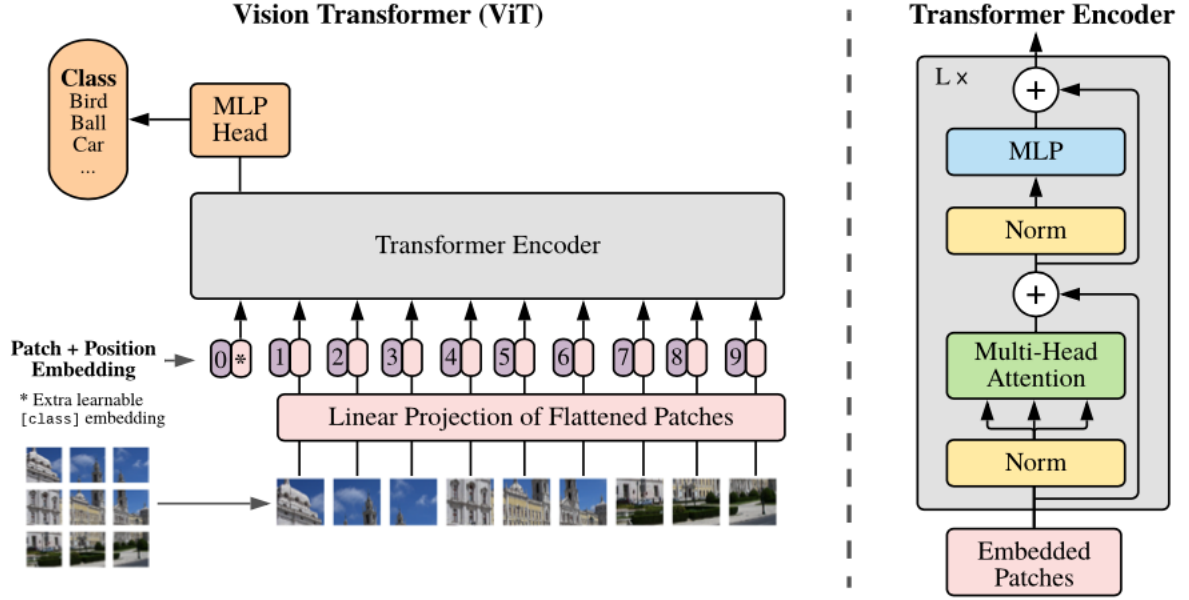 Vision Transformer (ViT)
Class
Bird
Ball
Car
...
MLP
Head
Transformer Encoder
Patch + Position
Embedding
* Extra learnable
[class] embedding
0 * 1 2 3 4 5 6 7 8 9
Linear Projection of Flattened Patches
Transformer Encoder
L ×
+
MLP
Norm
+
Multi-Head
Attention
Norm
Embedded
Patches